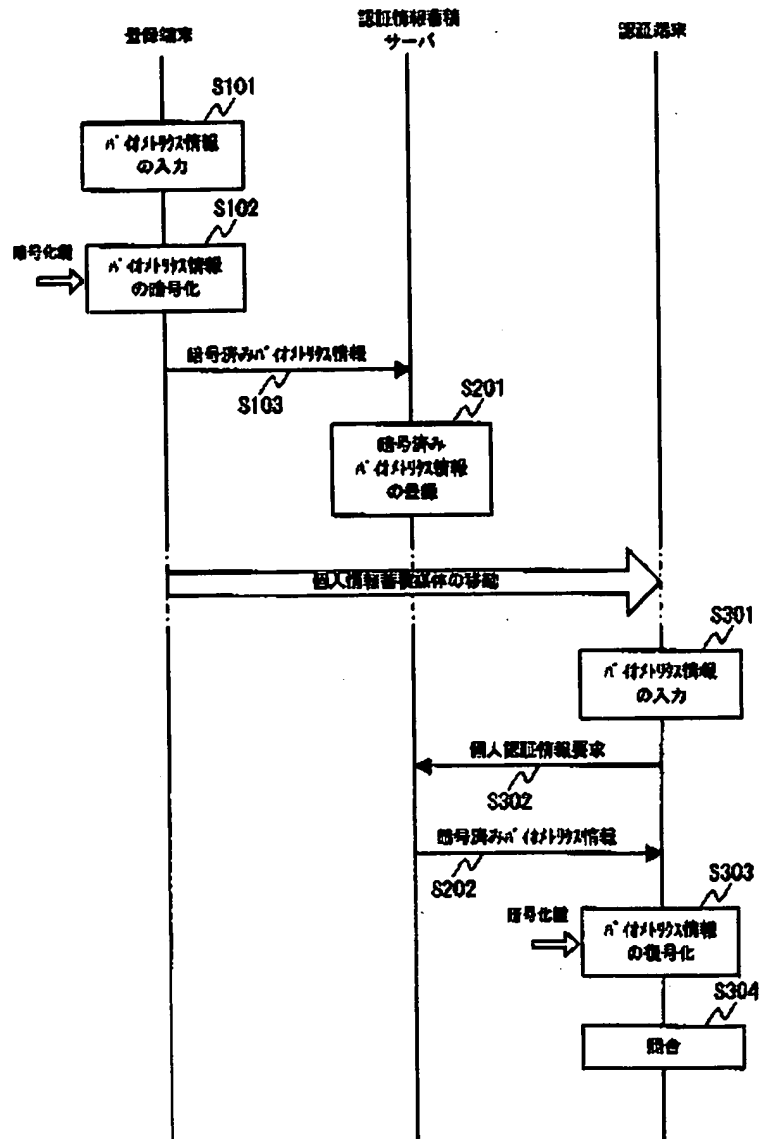 登録端末
認証情報蓄積
サーバ
認証端末
S101
バイオメトリクス情報
の入力
S102
暗号化鍵
バイオメトリクス情報
の暗号化
暗号済みバイオメトリクス情報
S103
S201
暗号済み
バイオメトリクス情報
の登録
個人情報蓄積媒体の移動
S301
バイオメトリクス情報
の入力
個人認証情報要求
S302
暗号済みバイオメトリクス情報
S202
S303
暗号化鍵
バイオメトリクス情報
の復号化
S304
照合